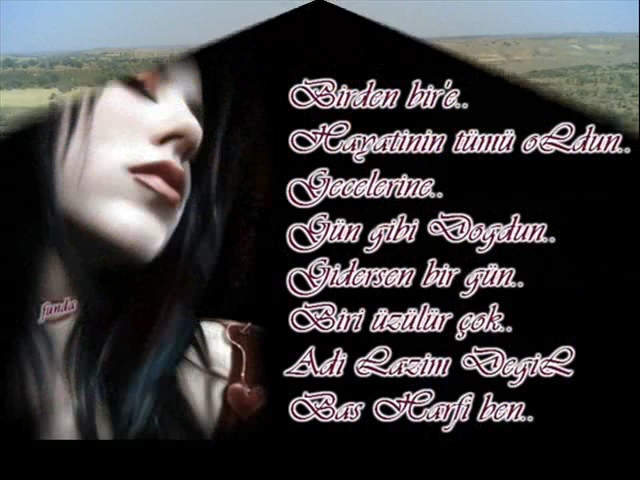 Birden bir'e..
Hayatinin tümü oLdun..
Gecelerine..
Gün gibi Dogdun..
Gidersen bir gün..
Biri üzülür çok..
Adi Lazim DegiL
Bas Harfi ben..
funda